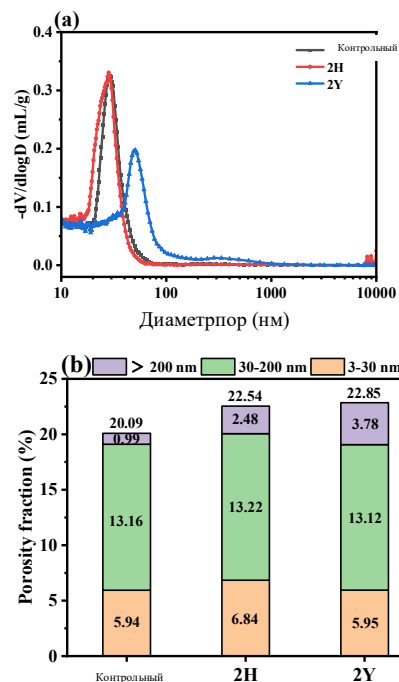 (a)
0.4
Контрольный
2H
2Y
0.3
0.2
0.1
0.0
-dV/dlogD (mL/g)
10 100 1000 10000
Диаметрпор (нм)
(b)
> 200 nm 30-200 nm 3-30 nm
25
20
15
10
5
0
Porosity fraction (%)
20.09 22.54 22.85
0.99 2.48 3.78
13.16 13.22 13.12
5.94 6.84 5.95
Контрольный 2H 2Y